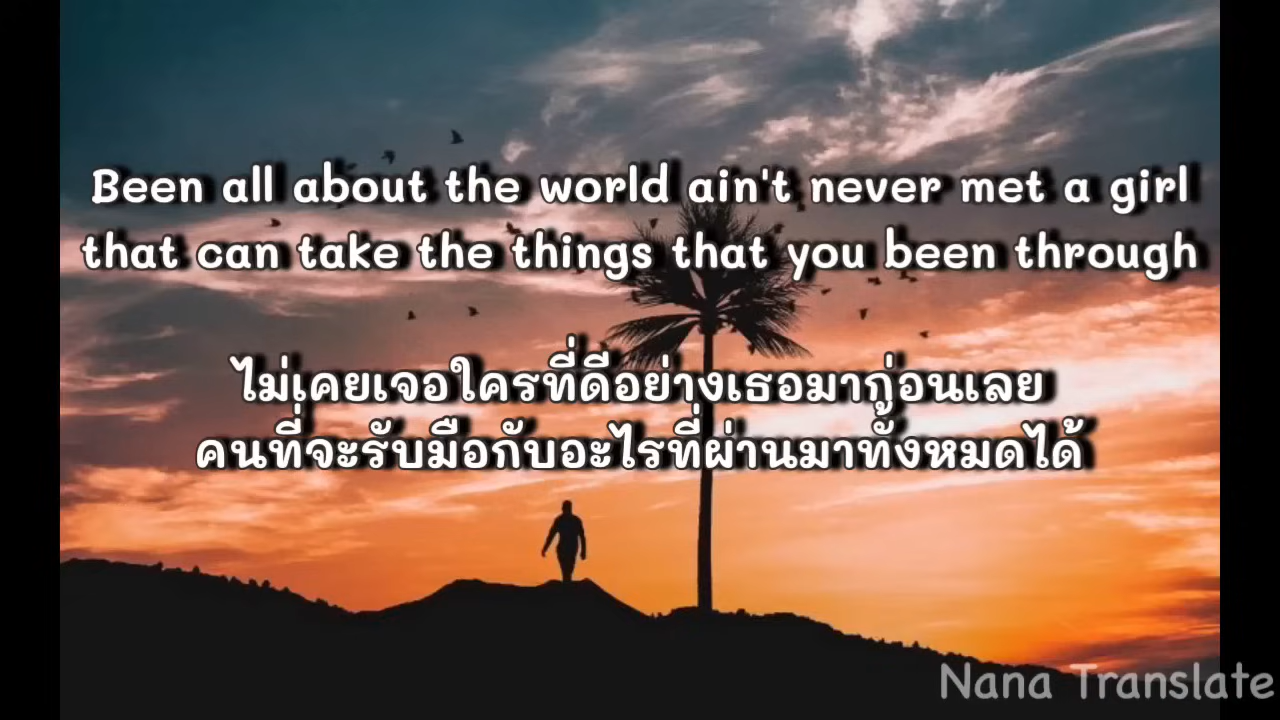 Been all about the world ain't never met a girl
that can take the things that you been through
ไม่เคยเจอใครที่ดีอย่างเธอมาก่อนเลย
คนที่จะรับมือกับอะไรที่ผ่านมาทั้งหมดได้
Nana Translate